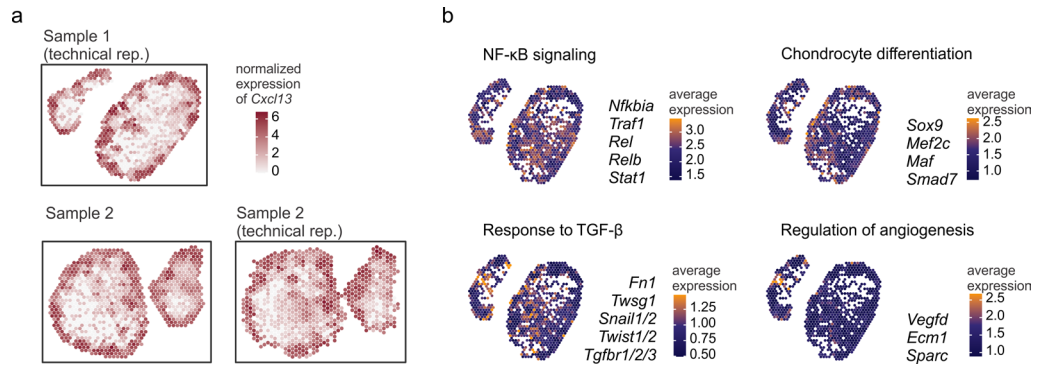 a
Sample 1
(technical rep.)
normalized
expression
of Cxcl13
6
4
2
0
Sample 2
Sample 2
(technical rep.)
b
NF-κB signaling
Nfkbia
Traf1
Rel
Relb
Stat1
average
expression
3.0
2.5
2.0
1.5
Chondrocyte differentiation
Sox9
Mef2c
Maf
Smad7
average
expression
2.5
2.0
1.5
1.0
Response to TGF-β
Fn1
Twsg1
Snail1/2
Twist1/2
Tgfbr1/2/3
average
expression
1.25
1.00
0.75
0.50
Regulation of angiogenesis
Vegfd
Ecm1
Sparc
average
expression
2.5
2.0
1.5
1.0